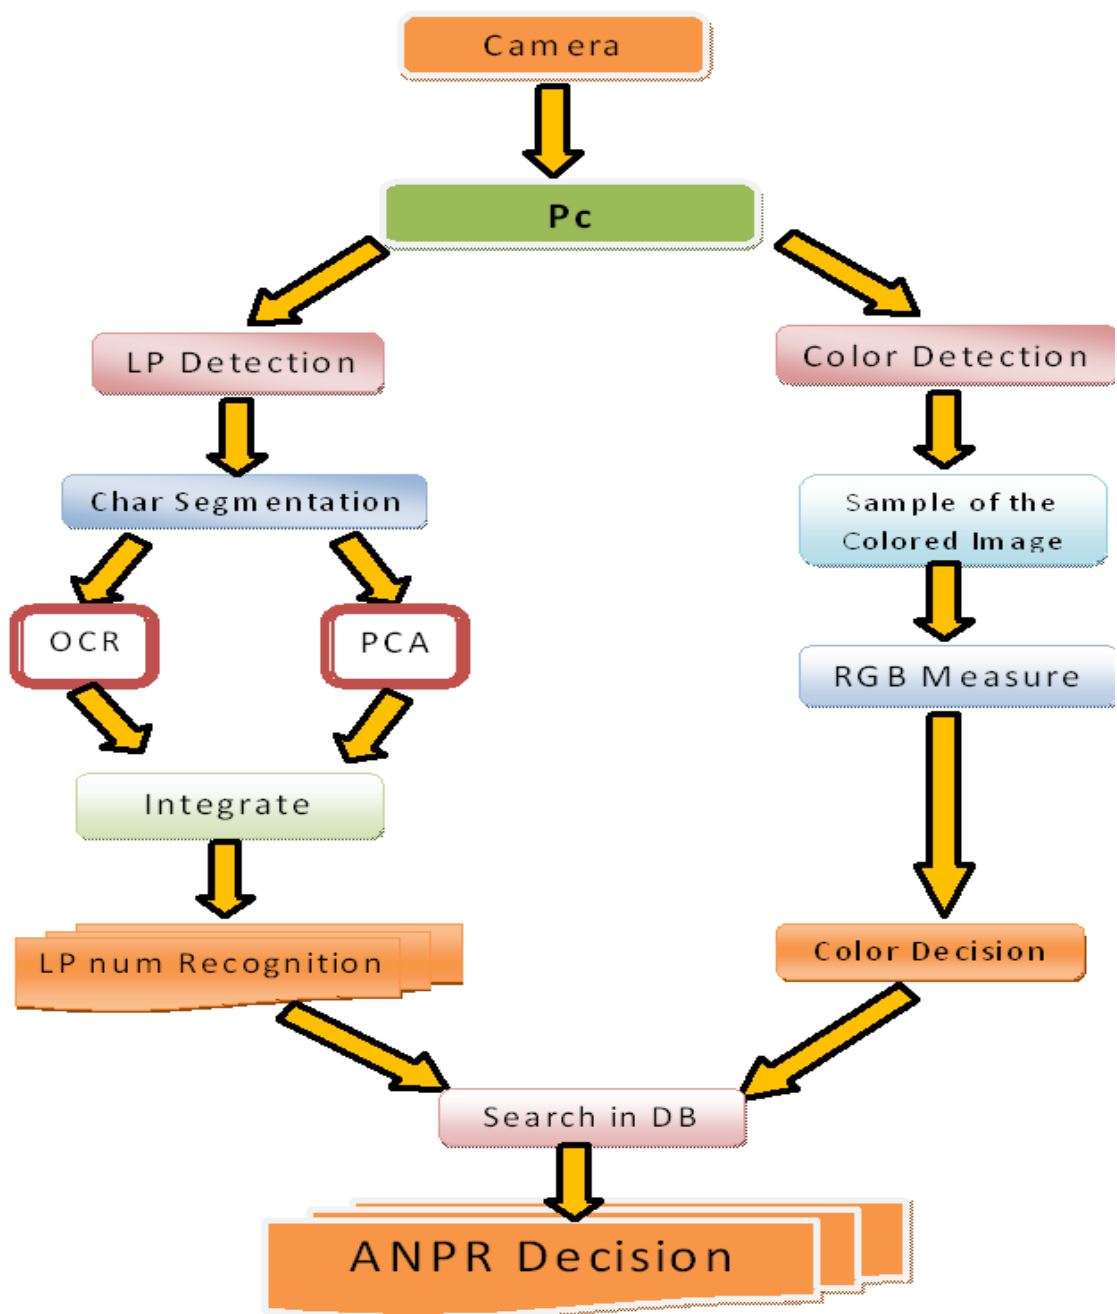 Camera
Pc
LP Detection
Color Detection
Char Segmentation
Sample of the
Colored Image
OCR
PCA
RGB Measure
Integrate
LP num Recognition
Color Decision
Search in DB
ANPR Decision